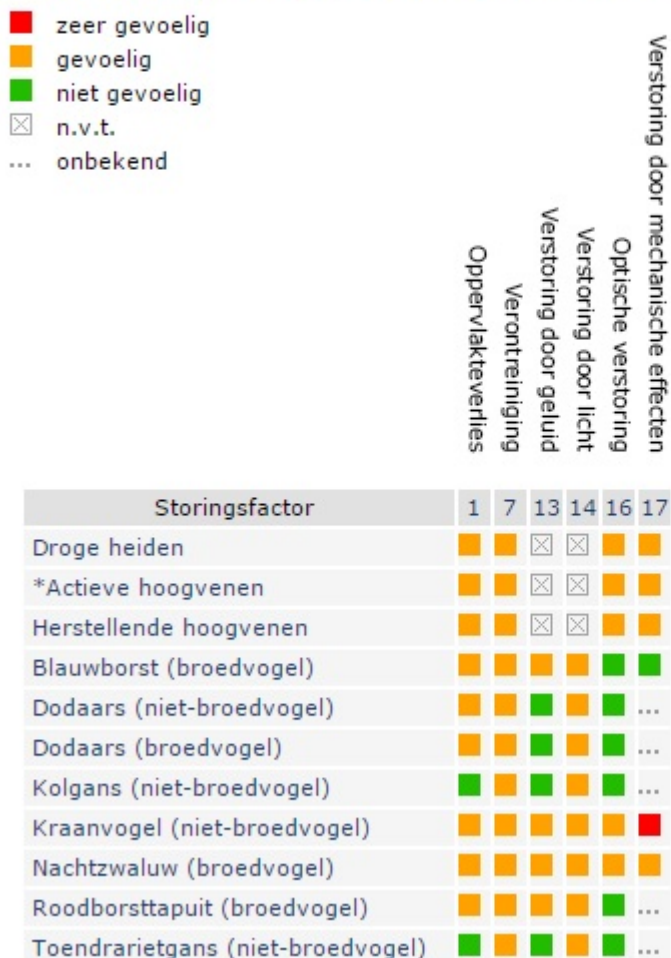 zeer gevoelig
gevoelig
niet gevoelig
n.v.t.
... onbekend
Oppervlakteverlies
Verontreiniging
Verstoring door geluid
Verstoring door licht
Optische verstoring
Verstoring door mechanische effecten
Storingsfactor 1 7 13 14 16 17
Droge heiden
*Actieve hoogvenen
Herstellende hoogvenen
Blauwborst (broedvogel)
Dodaars (niet-broedvogel) ...
Dodaars (broedvogel) ...
Kolgans (niet-broedvogel) ...
Kraanvogel (niet-broedvogel)
Nachtzwaluw (broedvogel)
Roodborsttapuit (broedvogel) ...
Toendrarietgans (niet-broedvogel) ...